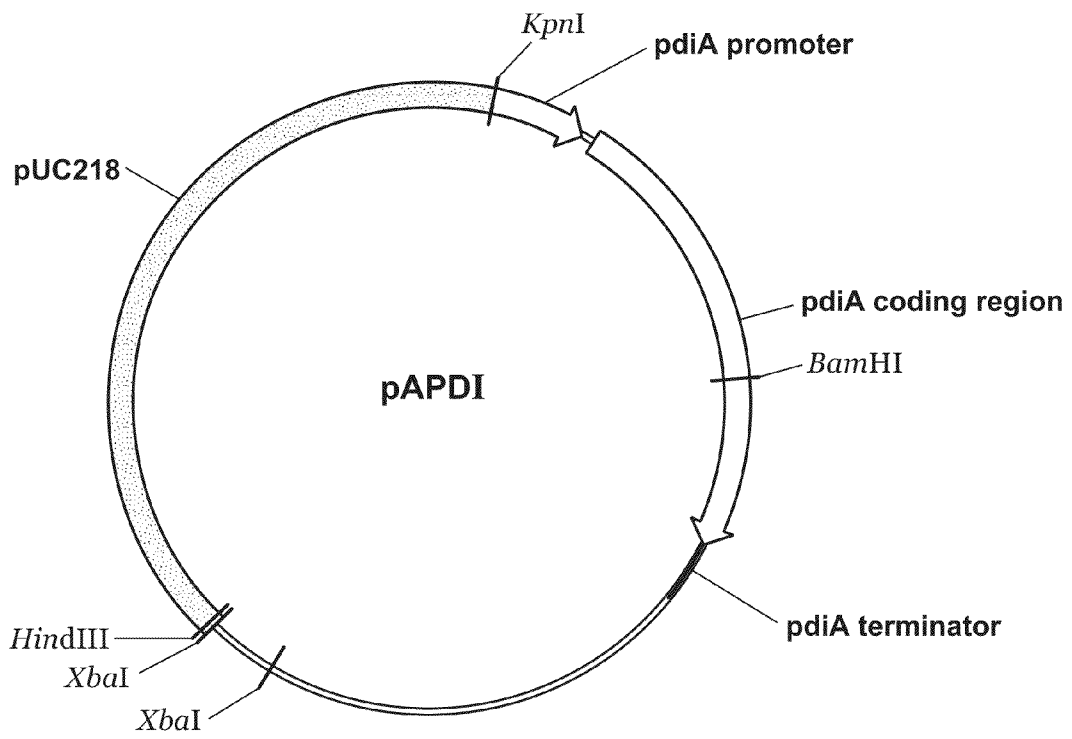 KpnI
pdiA promoter
pUC218
pdiA coding region
BamHI
pAPDI
pdiA terminator
HindIII
XbaI
XbaI